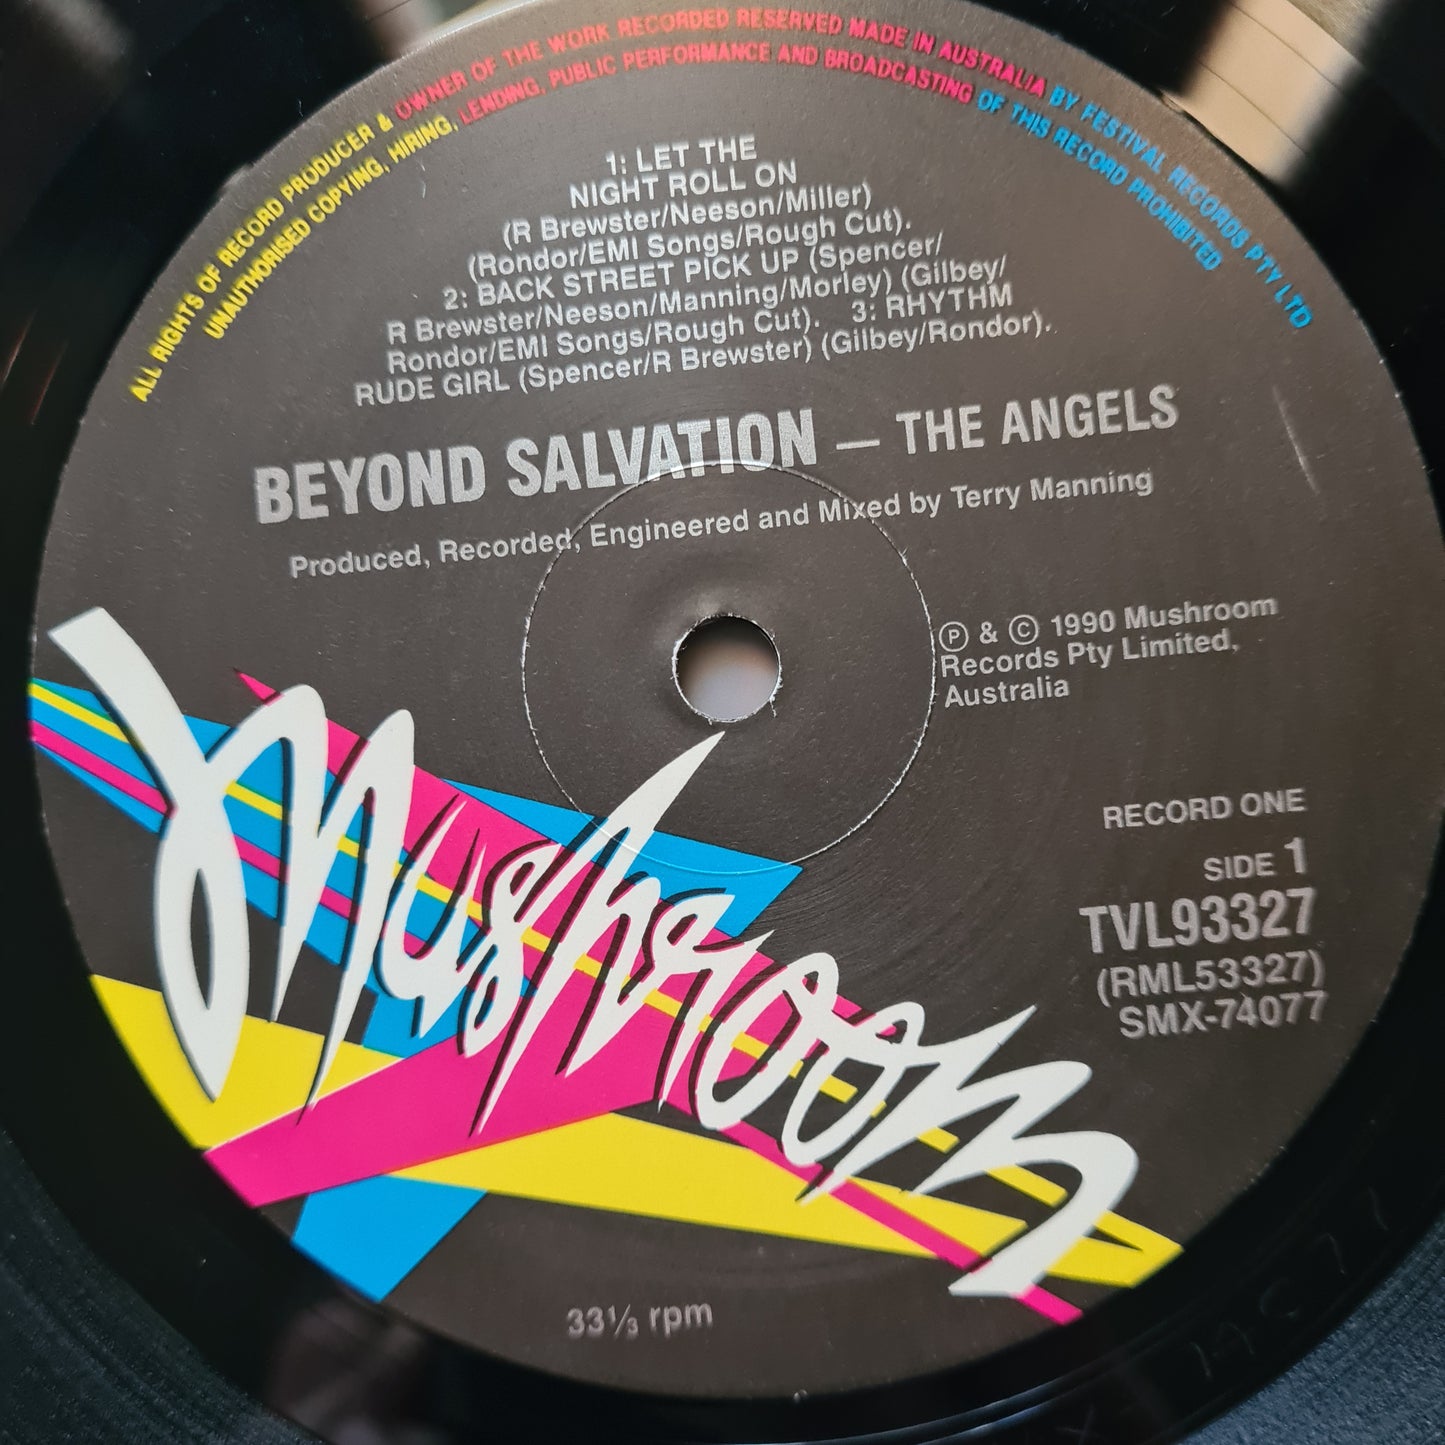 ALL RIGHTS OF RECORD PRODUCER & OWNER OF THE WORK RECORDED RESERVED MADE IN AUSTRALIA BY FESTIVAL RECORDS PTY LTD
UNAUTHORISED COPYING, HIRING, LENDING, PUBLIC PERFORMANCE AND BROADCASTING OF THIS RECORD PROHIBITED
1: LET THE
NIGHT ROLL ON
(R Brewster/Neeson/Miller)
(Rondor/EMI Songs/Rough Cut).
2: BACK STREET PICK UP (Spencer/
R Brewster/Neeson/Manning/Morley) (Gilbey/
Rondor/EMI Songs/Rough Cut). 3: RHYTHM
RUDE GIRL (Spencer/R Brewster) (Gilbey/Rondor).
BEYOND SALVATION — THE ANGELS
Produced, Recorded, Engineered and Mixed by Terry Manning
Ⓟ & © 1990 Mushroom
Records Pty Limited,
Australia
RECORD ONE
SIDE 1
TVL93327
(RML53327)
SMX-74077
Mushroom
33⅓ rpm